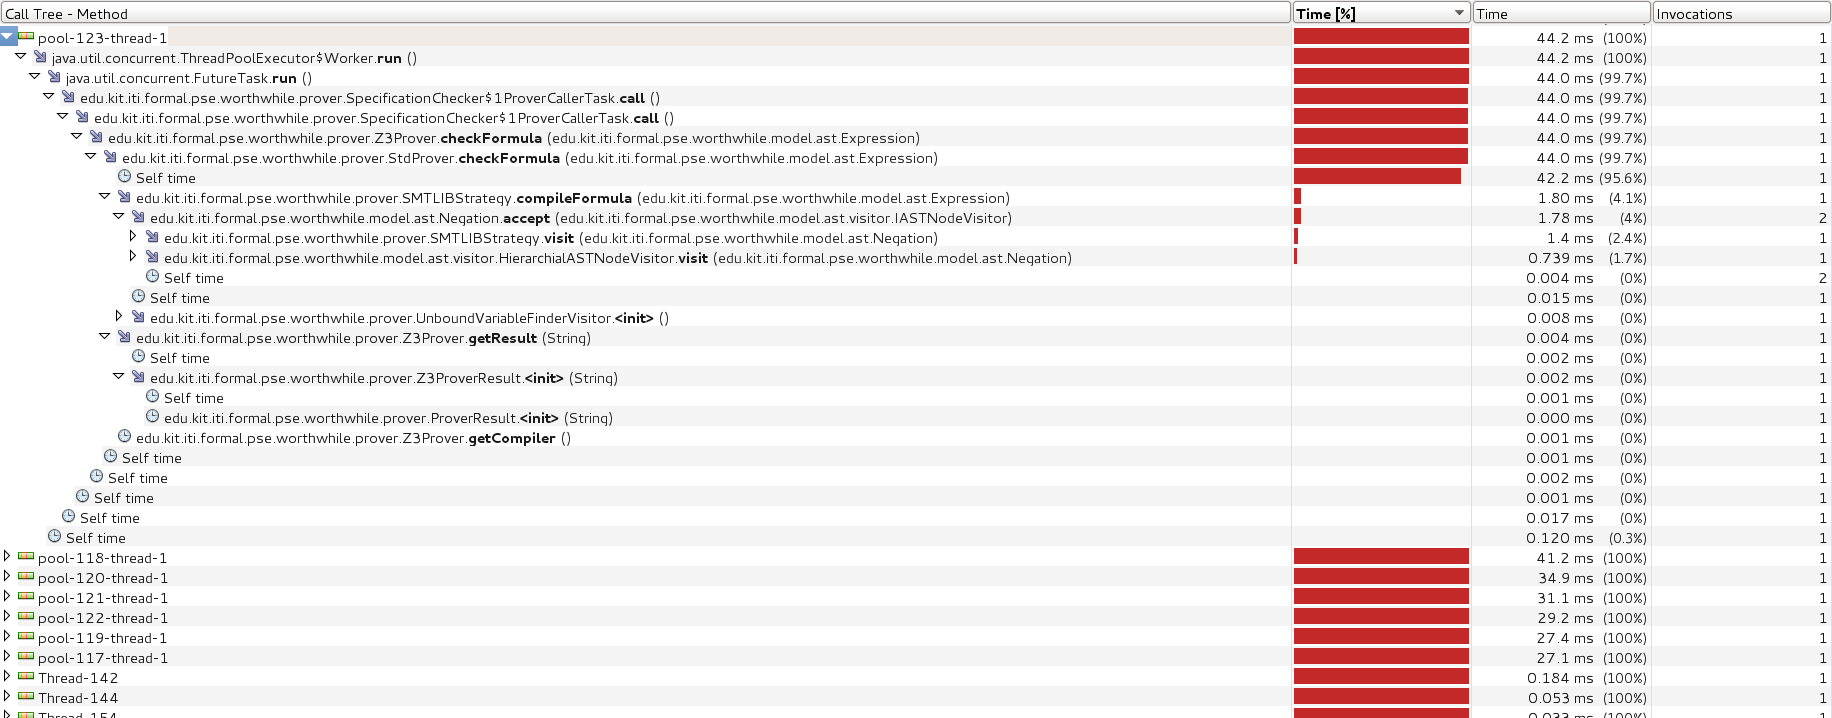 Call Tree - Method Time [%] Time Invocations
pool-123-thread-1 44.2 ms (100%) 1
java.util.concurrent.ThreadPoolExecutor$Worker.run () 44.2 ms (100%) 1
java.util.concurrent.FutureTask.run () 44.0 ms (99.7%) 1
edu.kit.iti.formal.pse.worthwhile.prover.SpecificationChecker$1ProverCallerTask.call () 44.0 ms (99.7%) 1
edu.kit.iti.formal.pse.worthwhile.prover.SpecificationChecker$1ProverCallerTask.call () 44.0 ms (99.7%) 1
edu.kit.iti.formal.pse.worthwhile.prover.Z3Prover.checkFormula (edu.kit.iti.formal.pse.worthwhile.model.ast.Expression) 44.0 ms (99.7%) 1
edu.kit.iti.formal.pse.worthwhile.prover.StdProver.checkFormula (edu.kit.iti.formal.pse.worthwhile.model.ast.Expression) 44.0 ms (99.7%) 1
Self time 42.2 ms (95.6%) 1
edu.kit.iti.formal.pse.worthwhile.prover.SMTLIBStrategy.compileFormula (edu.kit.iti.formal.pse.worthwhile.model.ast.Expression) 1.80 ms (4.1%) 1
edu.kit.iti.formal.pse.worthwhile.model.ast.Negation.accept (edu.kit.iti.formal.pse.worthwhile.model.ast.visitor.IASTNodeVisitor) 1.78 ms (4%) 2
edu.kit.iti.formal.pse.worthwhile.prover.SMTLIBStrategy.visit (edu.kit.iti.formal.pse.worthwhile.model.ast.Negation) 1.4 ms (2.4%) 1
edu.kit.iti.formal.pse.worthwhile.model.ast.visitor.HierarchialASTNodeVisitor.visit (edu.kit.iti.formal.pse.worthwhile.model.ast.Negation) 0.739 ms (1.7%) 1
Self time 0.004 ms (0%) 2
Self time 0.015 ms (0%) 1
edu.kit.iti.formal.pse.worthwhile.prover.UnboundVariableFinderVisitor.<init> () 0.008 ms (0%) 1
edu.kit.iti.formal.pse.worthwhile.prover.Z3Prover.getResult (String) 0.004 ms (0%) 1
Self time 0.002 ms (0%) 1
edu.kit.iti.formal.pse.worthwhile.prover.Z3ProverResult.<init> (String) 0.002 ms (0%) 1
Self time 0.001 ms (0%) 1
edu.kit.iti.formal.pse.worthwhile.prover.ProverResult.<init> (String) 0.000 ms (0%) 1
edu.kit.iti.formal.pse.worthwhile.prover.Z3Prover.getCompiler () 0.001 ms (0%) 1
Self time 0.001 ms (0%) 1
Self time 0.002 ms (0%) 1
Self time 0.001 ms (0%) 1
Self time 0.017 ms (0%) 1
Self time 0.120 ms (0.3%) 1
pool-118-thread-1 41.2 ms (100%) 1
pool-120-thread-1 34.9 ms (100%) 1
pool-121-thread-1 31.1 ms (100%) 1
pool-122-thread-1 29.2 ms (100%) 1
pool-119-thread-1 27.4 ms (100%) 1
pool-117-thread-1 27.1 ms (100%) 1
Thread-142 0.184 ms (100%) 1
Thread-144 0.053 ms (100%) 1
Thread-154 0.033 ms (100%) 1